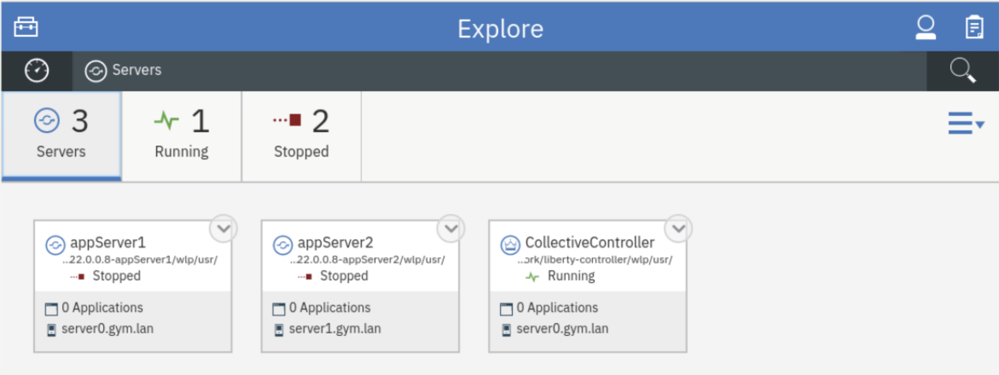 Explore
Servers
3
Servers
1
Running
2
Stopped
appServer1
...22.0.0.8-appServer1/wlp/usr/
Stopped
0 Applications
server0.gym.lan
appServer2
...22.0.0.8-appServer2/wlp/usr/
Stopped
0 Applications
server1.gym.lan
CollectiveController
...ork/liberty-controller/wlp/usr/
Running
0 Applications
server0.gym.lan